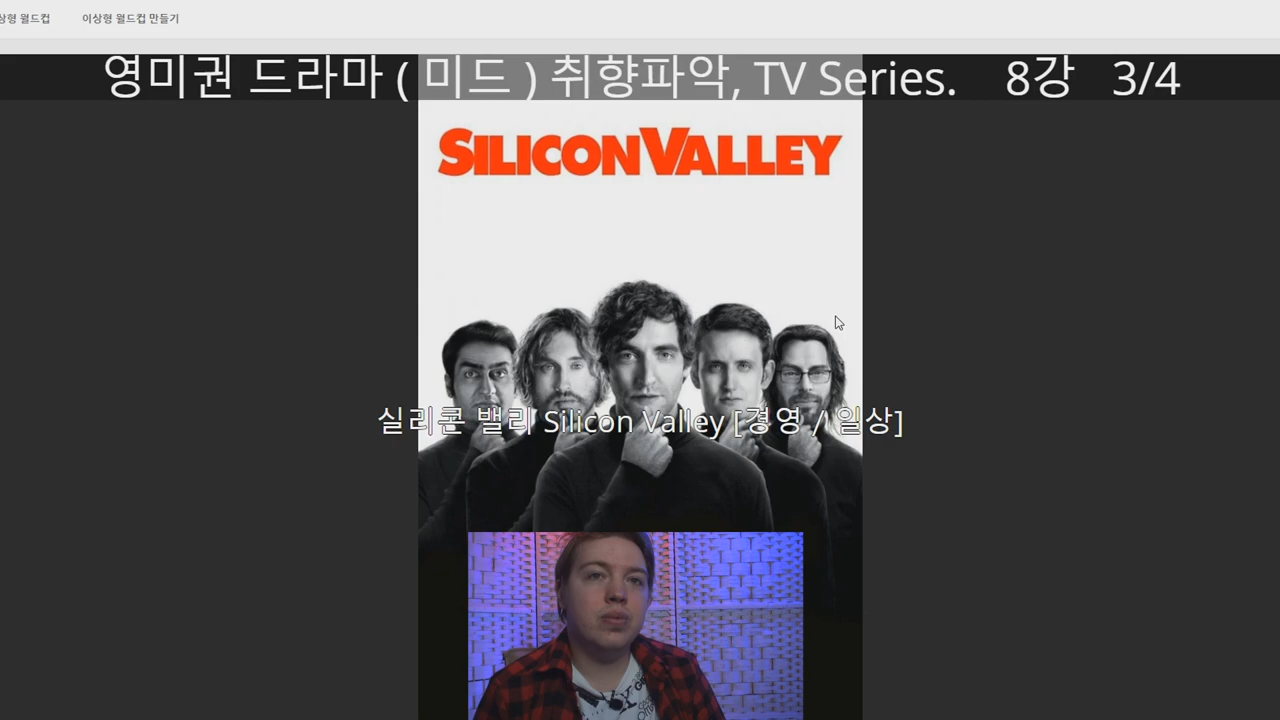 상형 월드컵 이상형 월드컵 만들기
영미권 드라마 ( 미드 ) 취향파악, TV Series. 8강 3/4
SILICON VALLEY
실리콘 밸리 Silicon Valley [경영 / 일상]